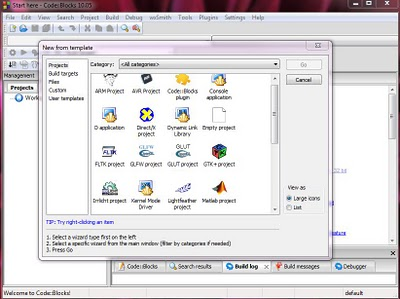 Start here - Code::Blocks 10.05
File Edit View Search Project Build Debug wxSmith Tools Plugins Settings Help
New from template
Management
Projects
Projects
Build targets
Files
Custom
User templates
Category: <All categories>
Go
Cancel
ARM Project
AVR Project
Code::Blocks plugin
Console application
D application
Direct/X project
Dynamic Link Library
Empty project
FLTK project
GLFW project
GLUT project
GTK+ project
Irrlicht project
Kernel Mode Driver
Lightfeather project
Matlab project
View as
Large icons
List
TIP: Try right-clicking an item
1. Select a wizard type first on the left
2. Select a specific wizard from the main window (filter by categories if needed)
3. Press Go
Code::Blocks
Search results
Build log
Build messages
Debugger
Welcome to Code::Blocks!
default